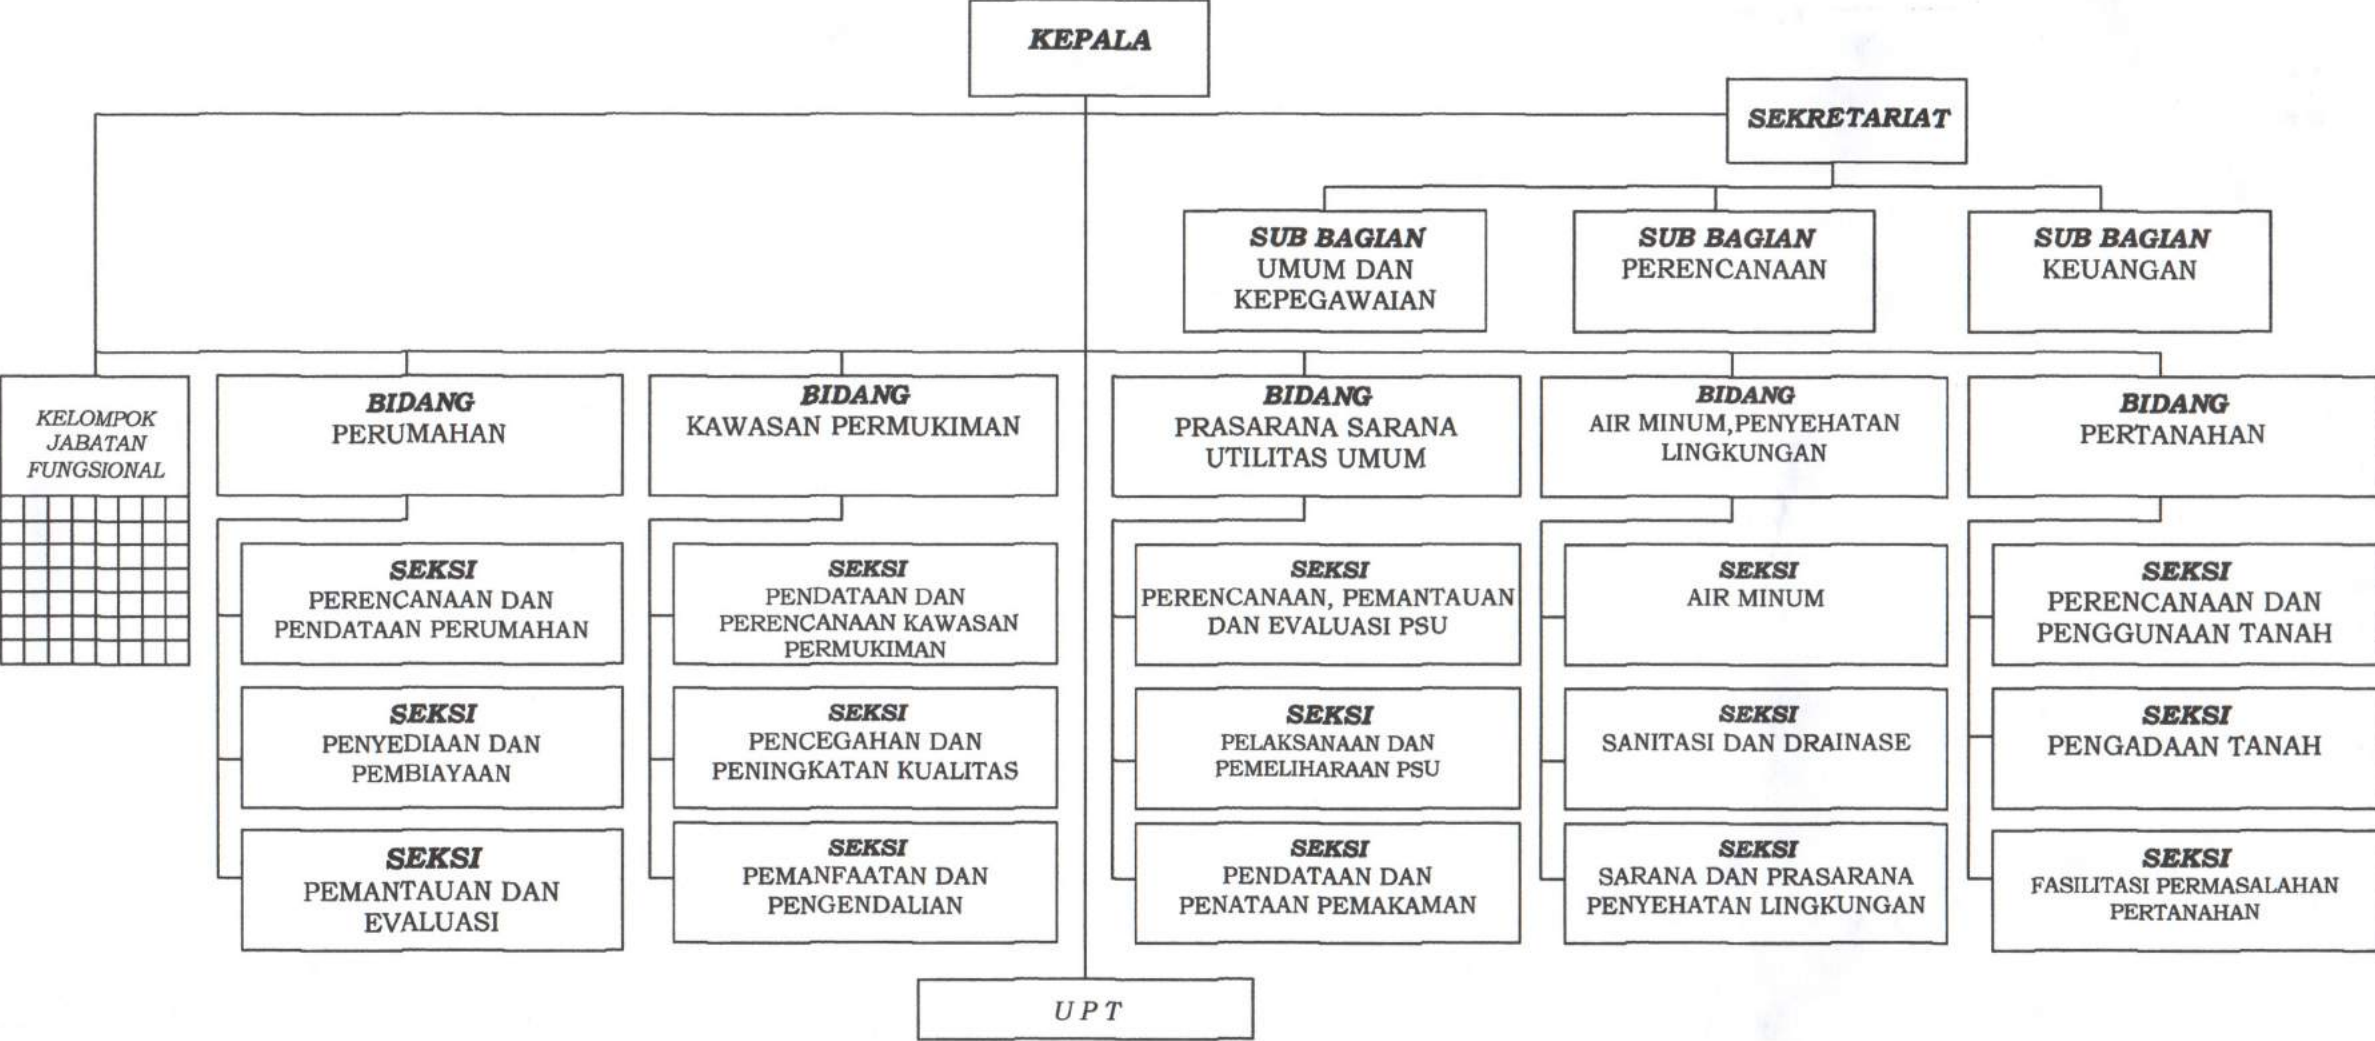 KEPALA
SEKRETARIAT
SUB BAGIAN
UMUM DAN
KEPEGAWAIAN
SUB BAGIAN
PERENCANAAN
SUB BAGIAN
KEUANGAN
KELOMPOK
JABATAN
FUNGSIONAL
BIDANG
PERUMAHAN
BIDANG
KAWASAN PERMUKIMAN
BIDANG
PRASARANA SARANA
UTILITAS UMUM
BIDANG
AIR MINUM,PENYEHATAN
LINGKUNGAN
BIDANG
PERTANAHAN
SEKSI
PERENCANAAN DAN
PENDATAAN PERUMAHAN
SEKSI
PENDATAAN DAN
PERENCANAAN KAWASAN
PERMUKIMAN
SEKSI
PERENCANAAN, PEMANTAUAN
DAN EVALUASI PSU
SEKSI
AIR MINUM
SEKSI
PERENCANAAN DAN
PENGGUNAAN TANAH
SEKSI
PENYEDIAAN DAN
PEMBIAYAAN
SEKSI
PENCEGAHAN DAN
PENINGKATAN KUALITAS
SEKSI
PELAKSANAAN DAN
PEMELIHARAAN PSU
SEKSI
SANITASI DAN DRAINASE
SEKSI
PENGADAAN TANAH
SEKSI
PEMANTAUAN DAN
EVALUASI
SEKSI
PEMANFAATAN DAN
PENGENDALIAN
SEKSI
PENDATAAN DAN
PENATAAN PEMAKAMAN
SEKSI
SARANA DAN PRASARANA
PENYEHATAN LINGKUNGAN
SEKSI
FASILITASI PERMASALAHAN
PERTANAHAN
U P T